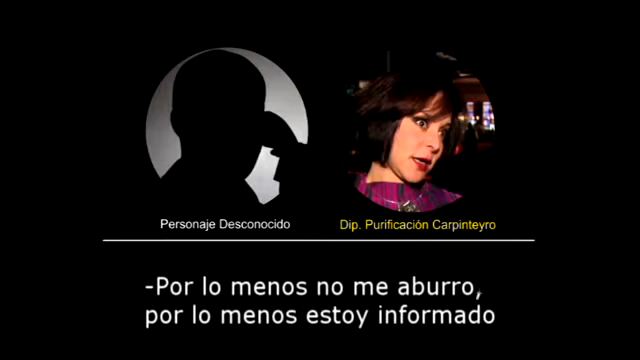 Personaje Desconocido
Dip. Purificación Carpinteyro
-Por lo menos no me aburro,
por lo menos estoy informado